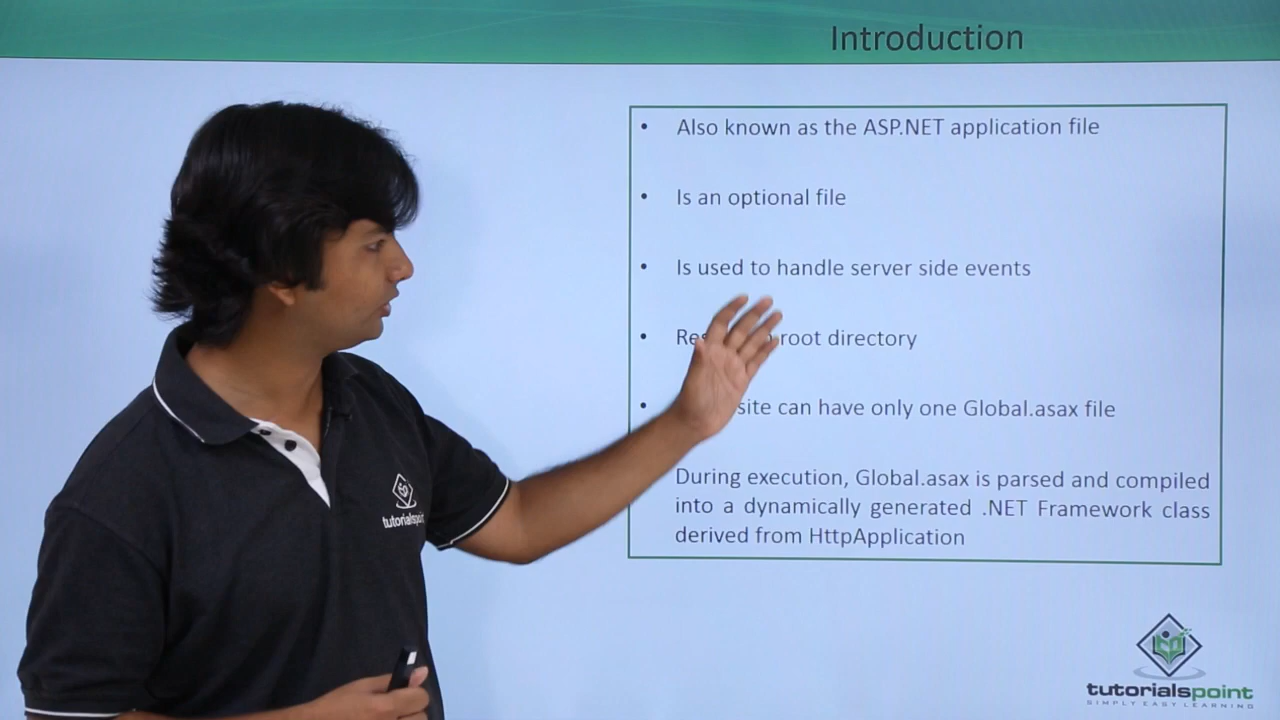 Introduction
• Also known as the ASP.NET application file
• Is an optional file
• Is used to handle server side events
• root directory
• site can have only one Global.asax file
During execution, Global.asax is parsed and compiled
into a dynamically generated .NET Framework class
derived from HttpApplication
tutorialspoint
tutorialspoint
SIMPLY EASY LEARNING